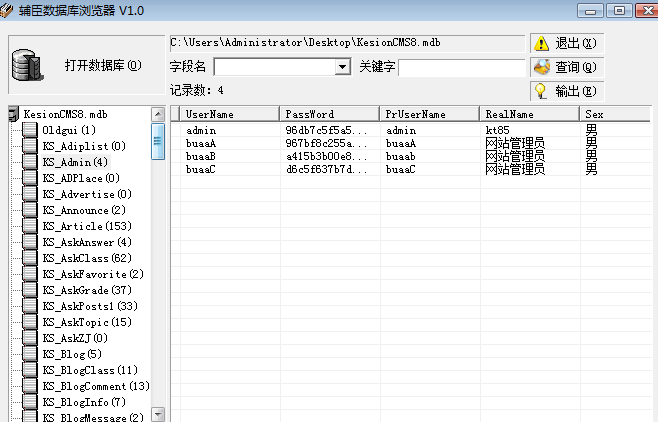 辅臣数据库浏览器 V1.0
打开数据库(O)
C:\Users\Administrator\Desktop\KesionCMS8.mdb
退出(X)
字段名 关键字
查询(Q)
记录数: 4
输出(E)
KesionCMS8.mdb
Oldgui(1)
KS_Adiplist(0)
KS_Admin(4)
KS_ADPlace(0)
KS_Advertise(0)
KS_Announce(2)
KS_Article(153)
KS_AskAnswer(4)
KS_AskClass(62)
KS_AskFavorite(2)
KS_AskGrade(37)
KS_AskPosts1(33)
KS_AskTopic(15)
KS_AskZJ(0)
KS_Blog(5)
KS_BlogClass(11)
KS_BlogComment(13)
KS_BlogInfo(7)
KS_BlogMessage(2)
UserName PassWord PrUserName RealName Sex
admin 96db7c5f5a5... admin kt85 男
buaaA 967bf8c255a... buaaA 网站管理员 男
buaaB a415b3b00e8... buaab 网站管理员 男
buaaC d6c5f637b7d... buaaC 网站管理员 男